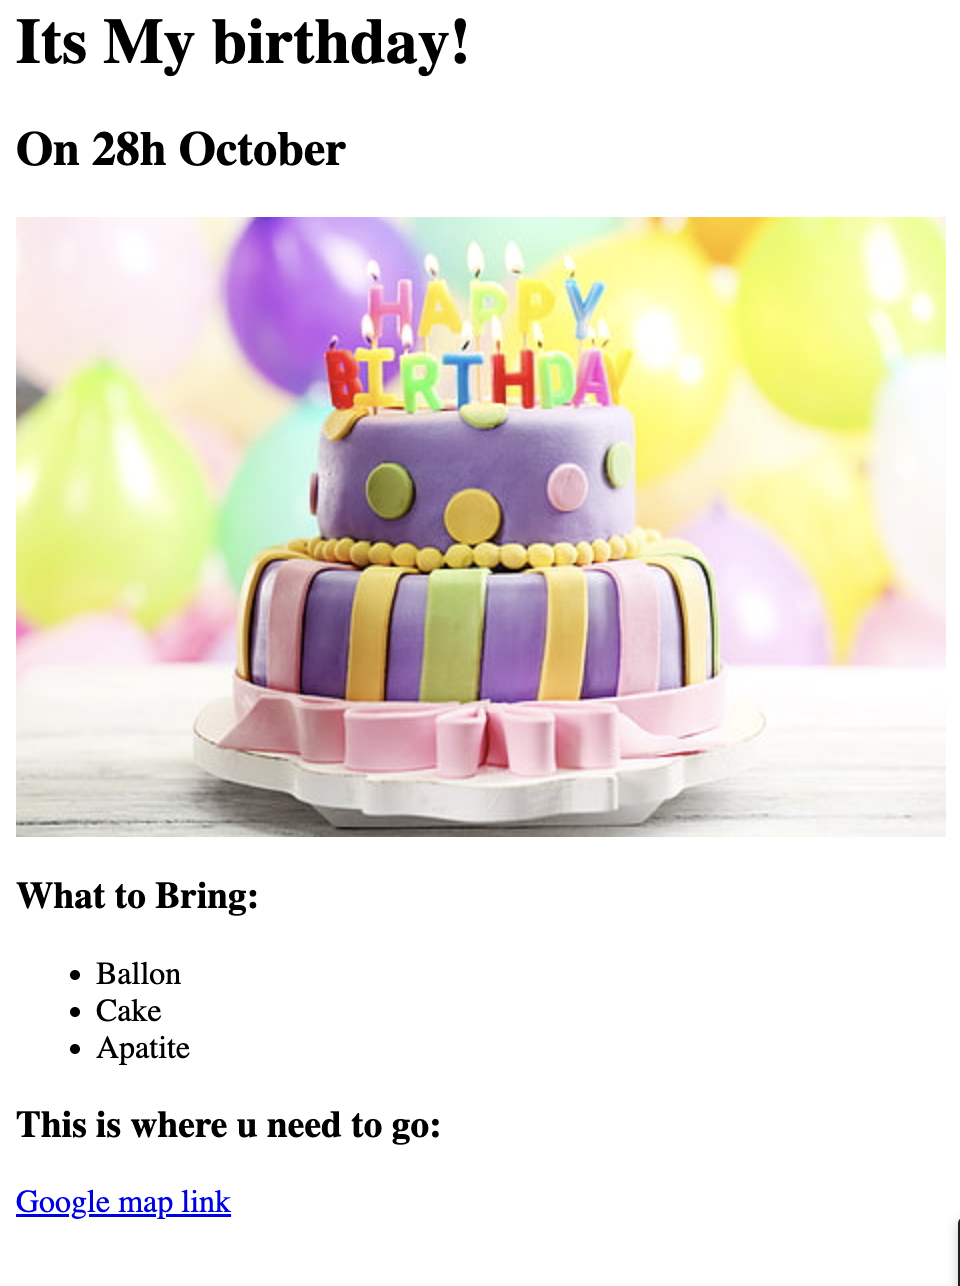 Its My birthday!
On 28h October
HAPPY
BIRTHDAY
What to Bring:
Ballon
Cake
Apatite
This is where u need to go:
Google map link